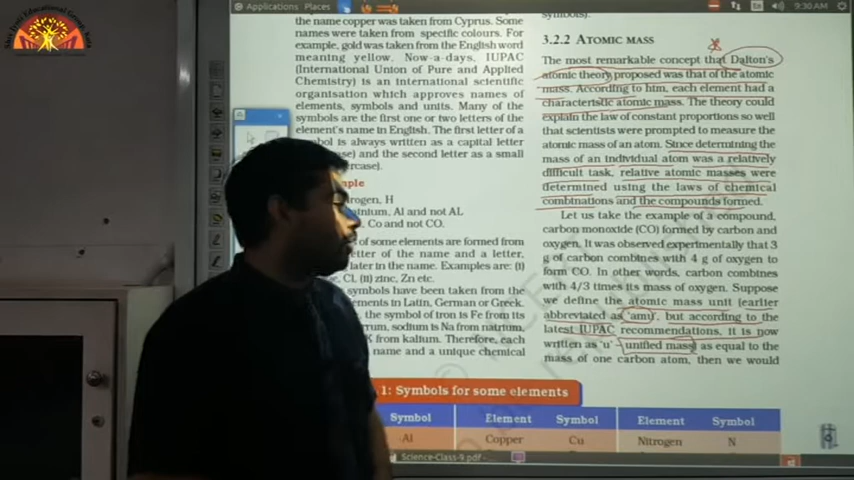 Applications Places
9:30 AM
the name copper was taken from Cyprus. Some
names were taken from specific colours. For
example, gold was taken from the English word
meaning yellow. Now-a-days, IUPAC
(International Union of Pure and Applied
Chemistry) is an international scientific
organisation which approves names of
elements, symbols and units. Many of the
symbols are the first one or two letters of the
element's name in English. The first letter of a
is always written as a capital letter
and the second letter as a small
ercase).
ple
rogen, H
minium, Al and not AL
, Co and not CO.
of some elements are formed from
letter of the name and a letter,
later in the name. Examples are: (i)
e, Cl, (ii) zinc, Zn etc.
symbols have been taken from the
ements in Latin, German or Greek.
the symbol of iron is Fe from its
rrum, sodium is Na from natrium,
K from kalium. Therefore, each
name and a unique chemical
symbols).
3.2.2 ATOMIC MASS
The most remarkable concept that Dalton's
atomic theory proposed was that of the atomic
mass. According to him, each element had a
characteristic atomic mass. The theory could
explain the law of constant proportions so well
that scientists were prompted to measure the
atomic mass of an atom. Since determining the
mass of an individual atom was a relatively
difficult task, relative atomic masses were
determined using the laws of chemical
combinations and the compounds formed.
Let us take the example of a compound,
carbon monoxide (CO) formed by carbon and
oxygen. It was observed experimentally that 3
g of carbon combines with 4 g of oxygen to
form CO. In other words, carbon combines
with 4/3 times its mass of oxygen. Suppose
we define the atomic mass unit (earlier
abbreviated as 'amu', but according to the
latest IUPAC recommendations, it is now
written as 'u' - unified mass) as equal to the
mass of one carbon atom, then we would
1: Symbols for some elements
Symbol Element Symbol Element Symbol
Al Copper Cu Nitrogen N
Science-Class-9.pdf